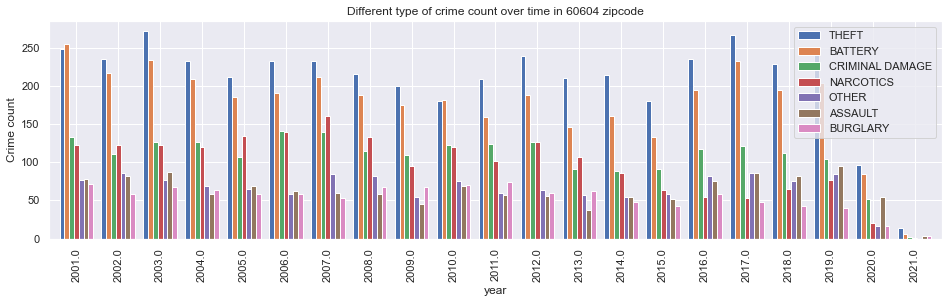 Different type of crime count over time in 60604 zipcode
Crime count
250
200
150
100
50
0
THEFT
BATTERY
CRIMINAL DAMAGE
NARCOTICS
OTHER
ASSAULT
BURGLARY
2001.0
2002.0
2003.0
2004.0
2005.0
2006.0
2007.0
2008.0
2009.0
2010.0
2011.0
2012.0
2013.0
2014.0
2015.0
2016.0
2017.0
2018.0
2019.0
2020.0
2021.0
year